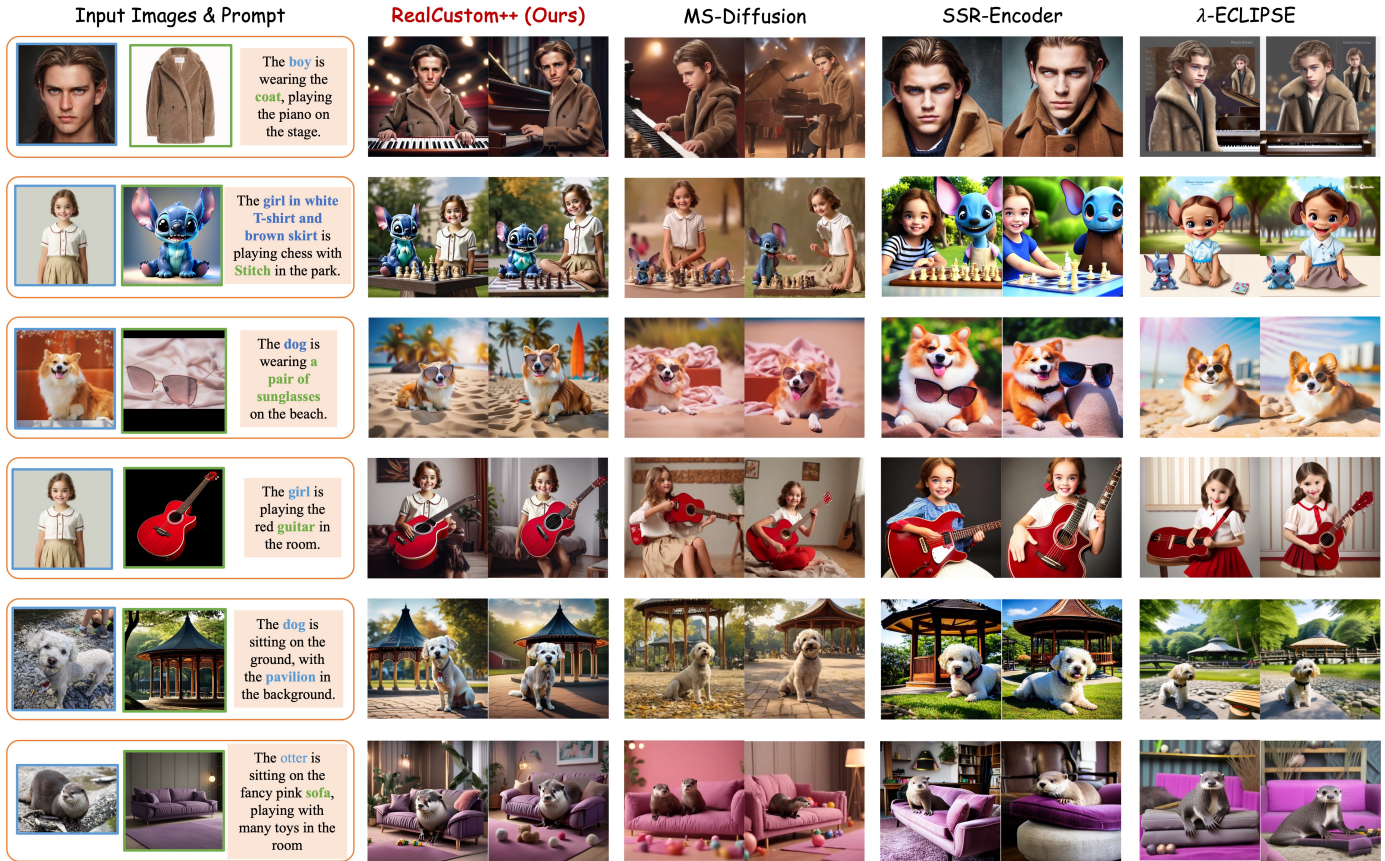 Input Images & Prompt
RealCustom++ (Ours)
MS-Diffusion
SSR-Encoder
λ-ECLIPSE
The boy is
wearing the
coat, playing
the piano on
the stage.
The girl in white
T-shirt and
brown skirt is
playing chess with
Stitch in the park.
The dog is
wearing a
pair of
sunglasses
on the beach.
The girl is
playing the
red guitar in
the room.
The dog is
sitting on the
ground, with
the pavilion in
the background.
The otter is
sitting on the
fancy pink sofa,
playing with
many toys in the
room